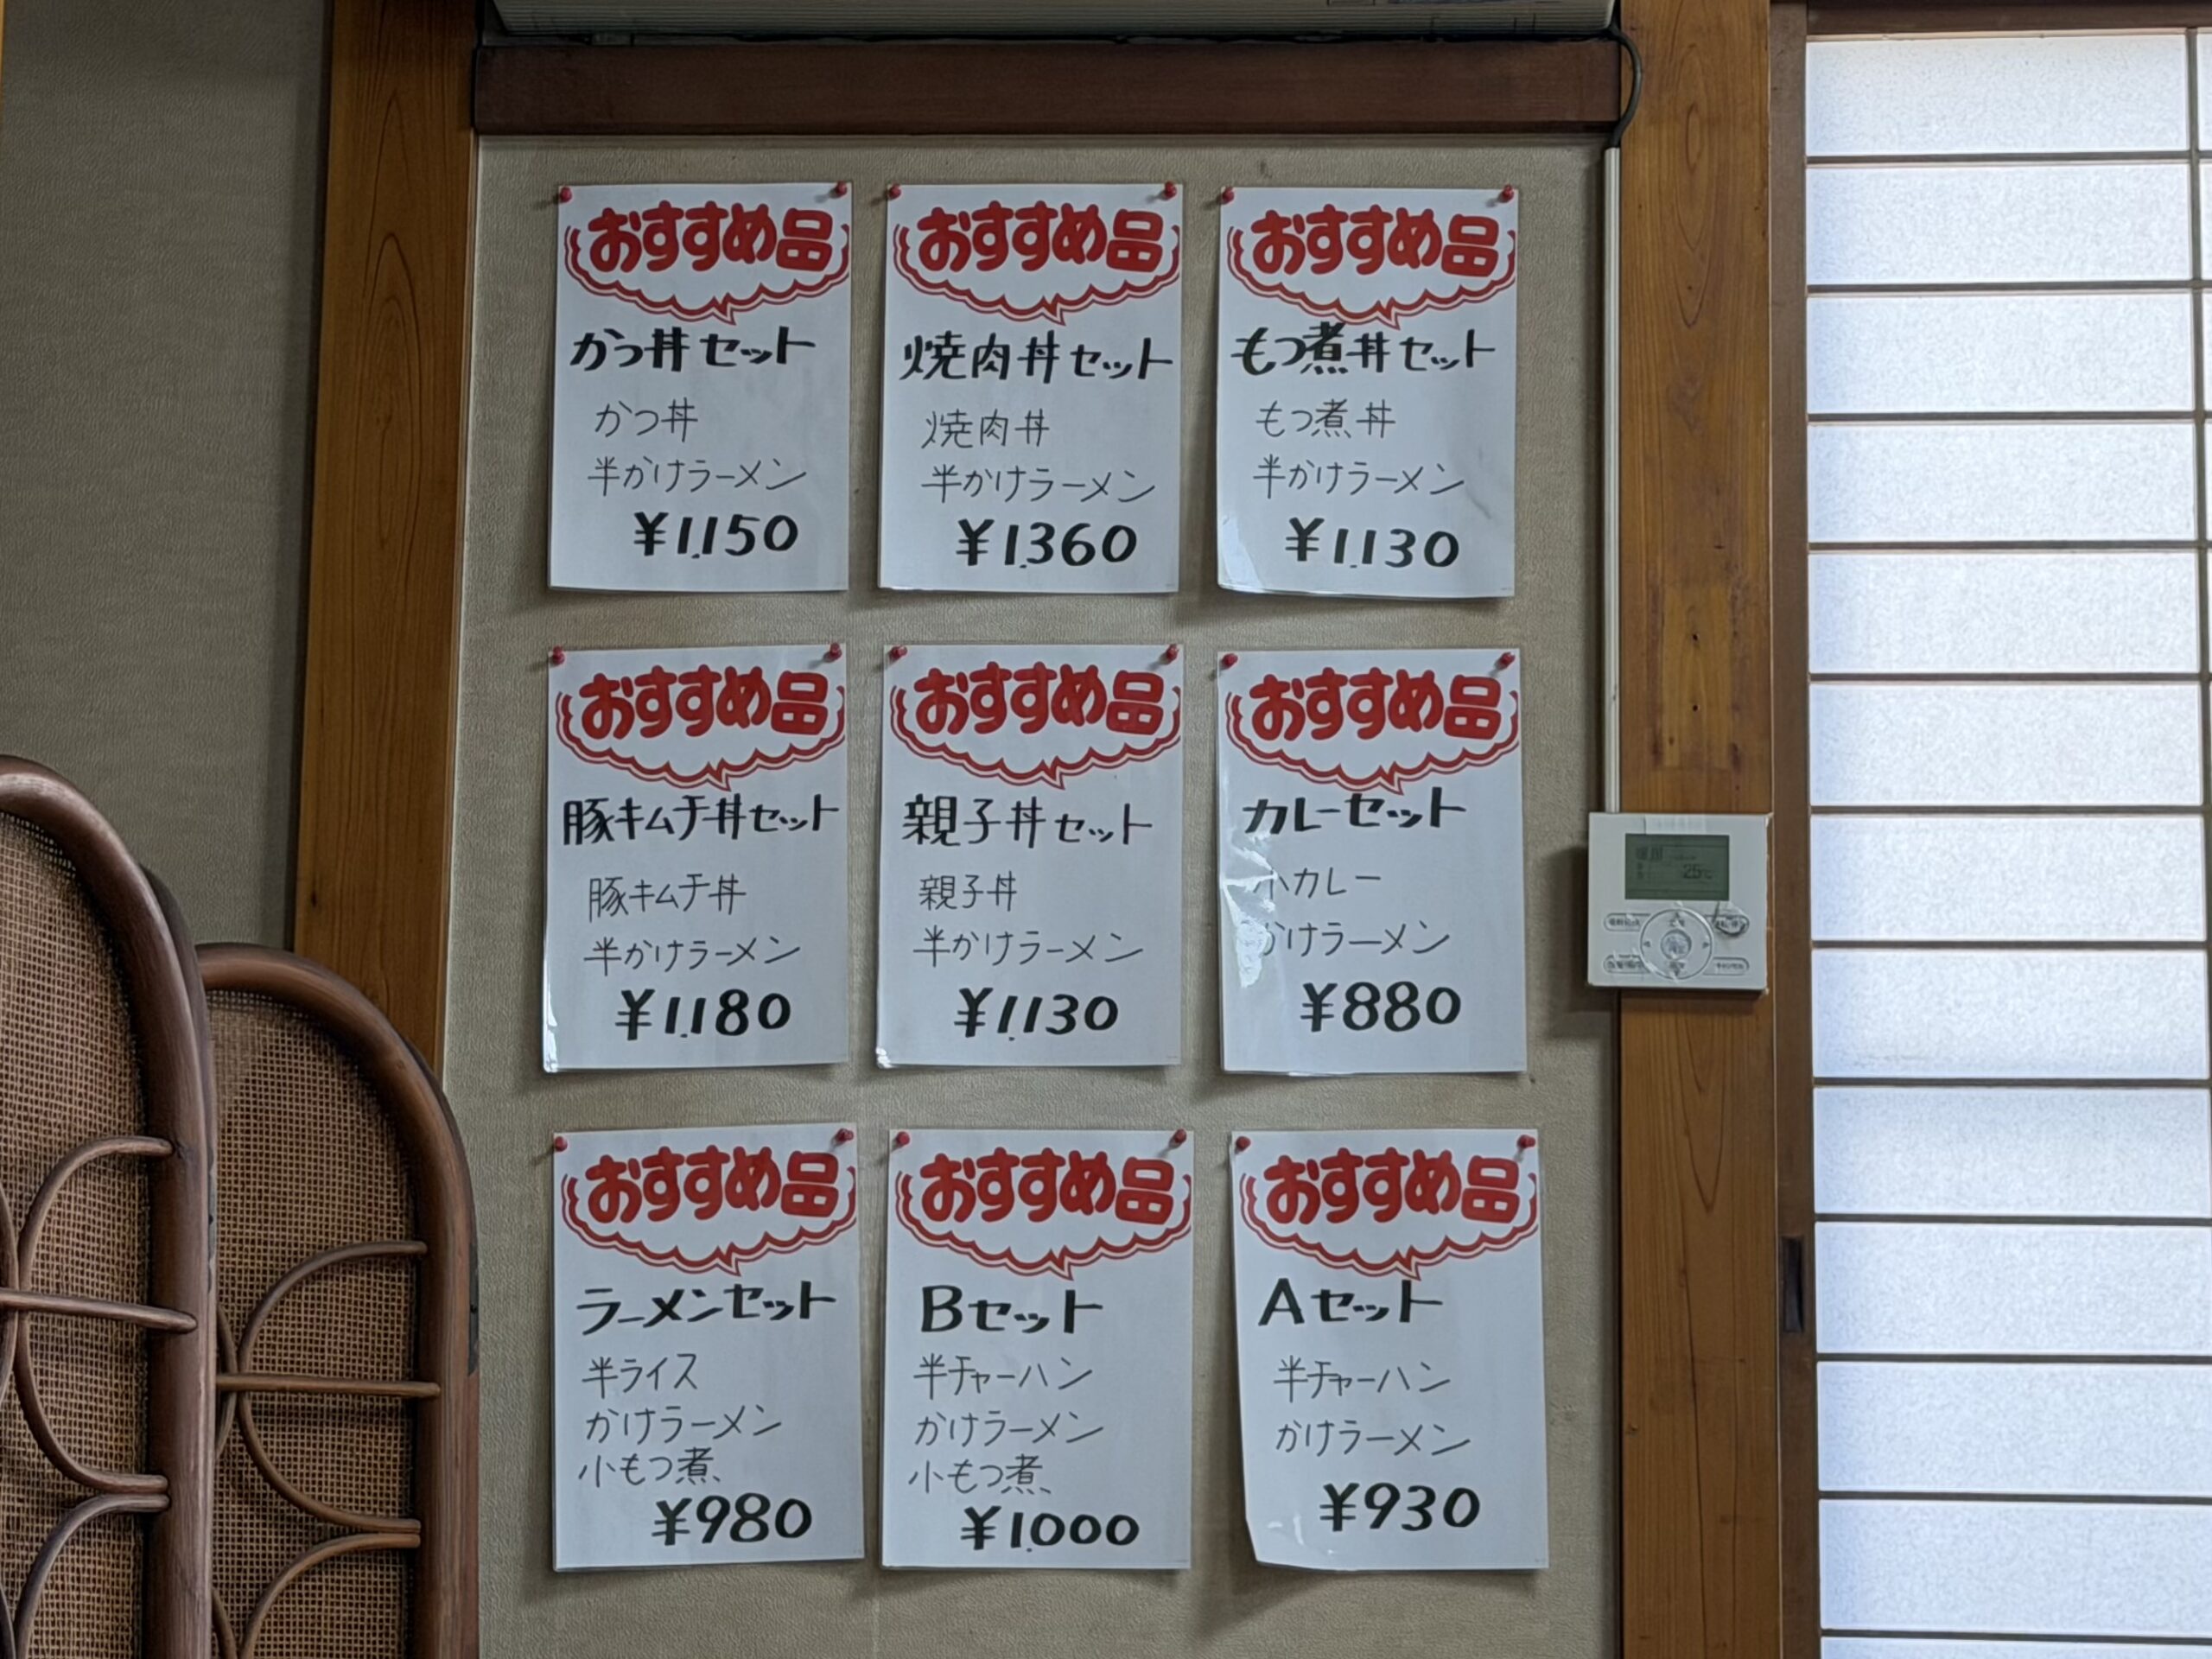 おすすめ品
かつ丼セット
かつ丼
半かけラーメン
¥1,150
おすすめ品
焼肉丼セット
焼肉丼
半かけラーメン
¥1,360
おすすめ品
もつ煮丼セット
もつ煮丼
半かけラーメン
¥1,130
おすすめ品
豚キムチ丼セット
豚キムチ丼
半かけラーメン
¥1,180
おすすめ品
親子丼セット
親子丼
半かけラーメン
¥1,130
おすすめ品
カレーセット
小カレー
かけラーメン
¥880
おすすめ品
ラーメンセット
半ライス
かけラーメン
小もつ煮
¥980
おすすめ品
Bセット
半チャーハン
かけラーメン
小もつ煮
¥1,000
おすすめ品
Aセット
半チャーハン
かけラーメン
¥930
25℃